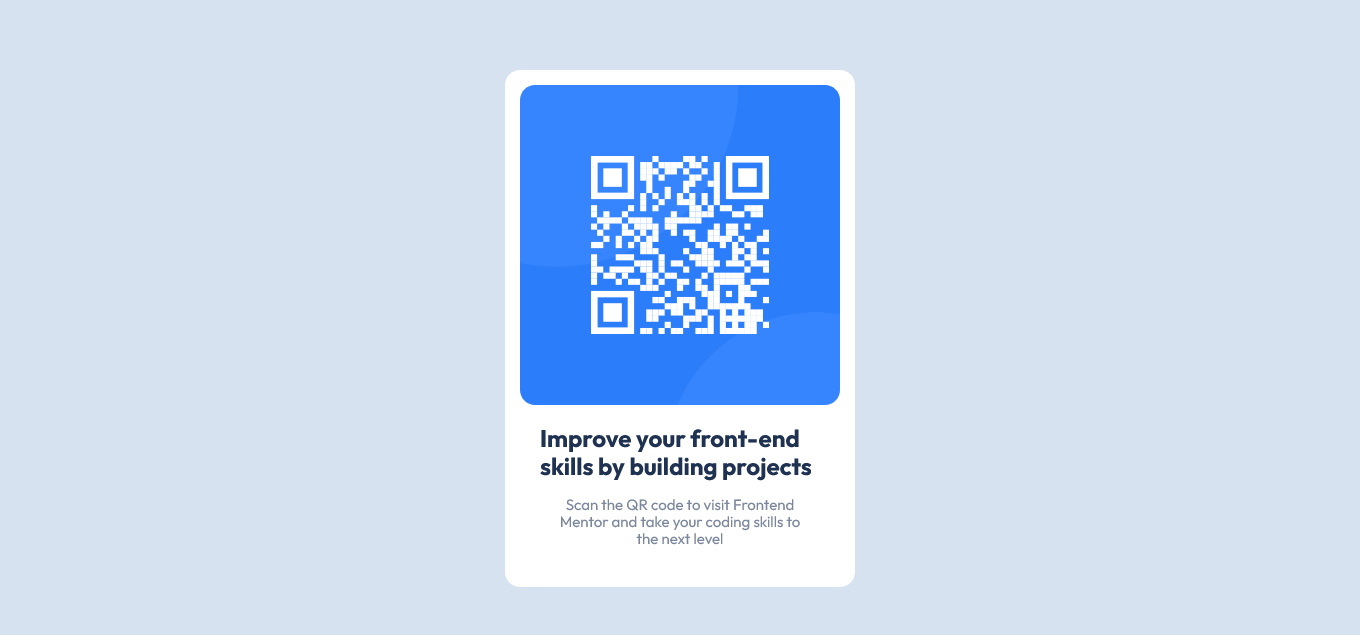 Improve your front-end
skills by building projects
Scan the QR code to visit Frontend
Mentor and take your coding skills to
the next level